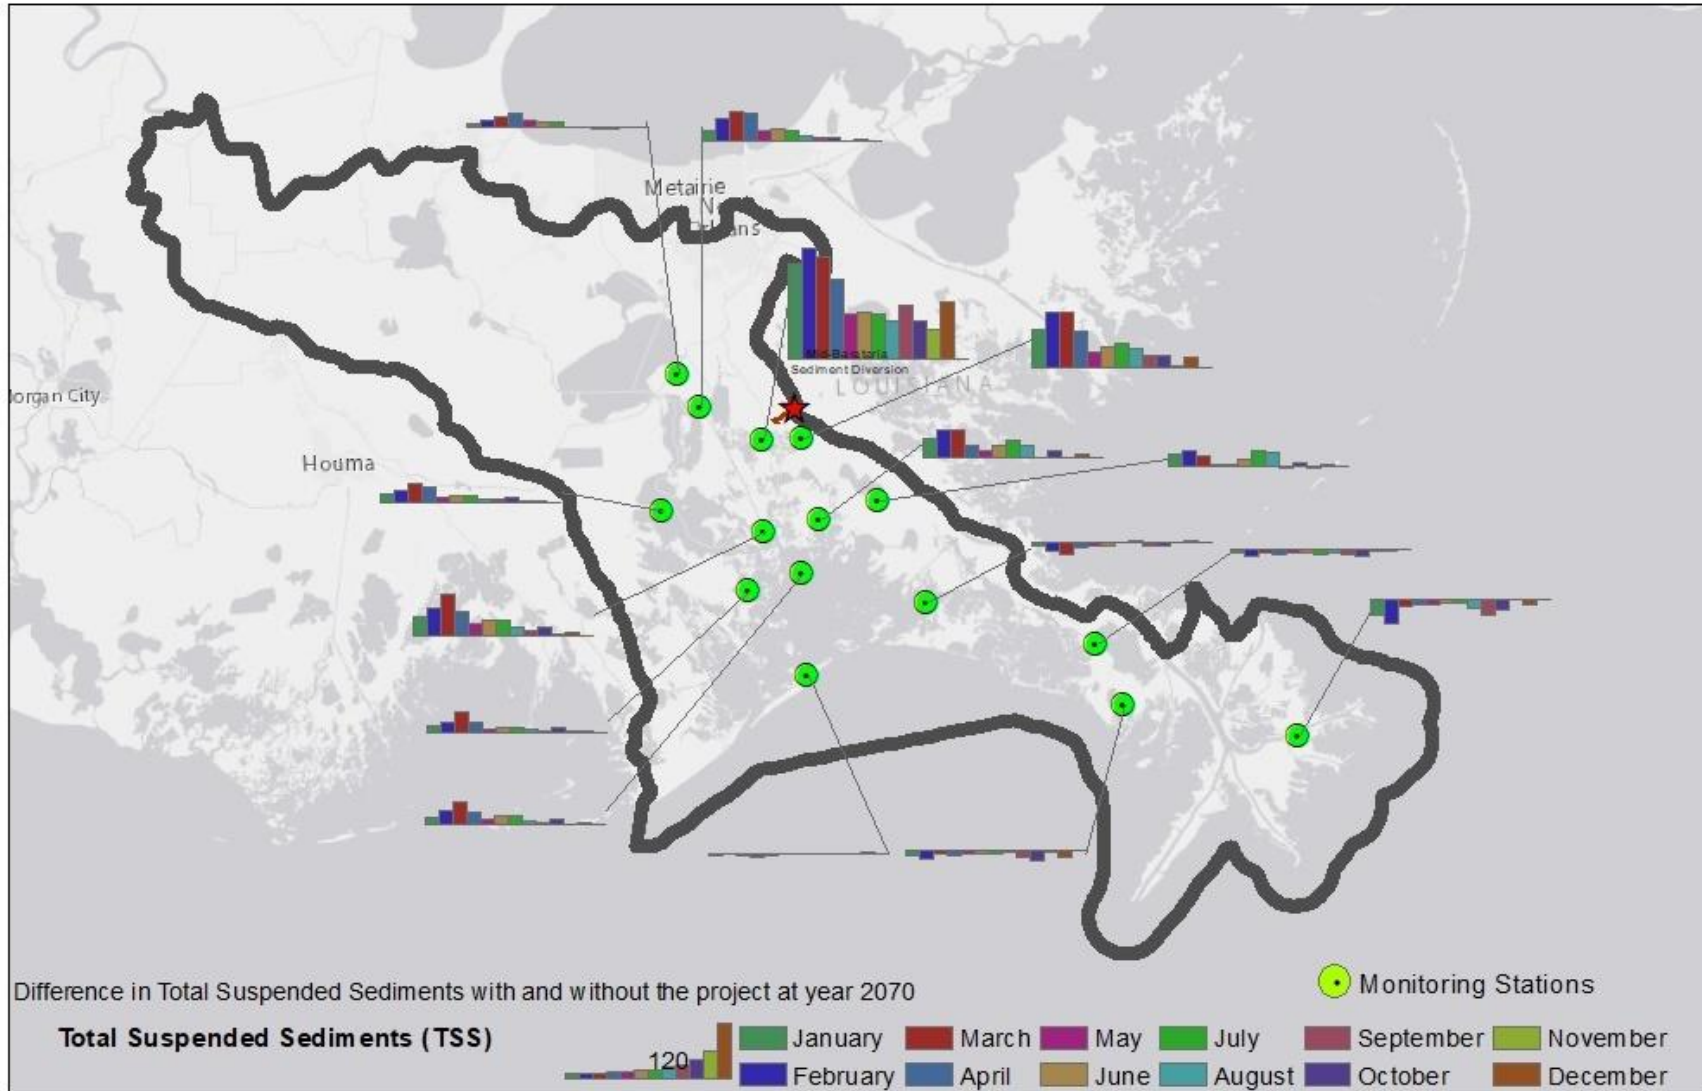 Metairie
N
Orleans
Mid-Barataria
Sediment Diversion
LOUISIANA
organ City
Houma
Difference in Total Suspended Sediments with and without the project at year 2070
Monitoring Stations
Total Suspended Sediments (TSS)
120
January March May July September November
February April June August October December